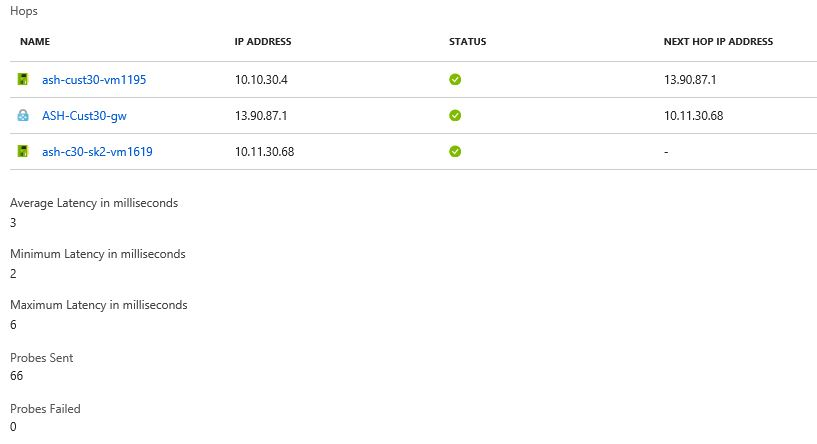 Hops
NAME IP ADDRESS STATUS NEXT HOP IP ADDRESS
ash-cust30-vm1195 10.10.30.4 13.90.87.1
ASH-Cust30-gw 13.90.87.1 10.11.30.68
ash-c30-sk2-vm1619 10.11.30.68 -
Average Latency in milliseconds
3
Minimum Latency in milliseconds
2
Maximum Latency in milliseconds
6
Probes Sent
66
Probes Failed
0